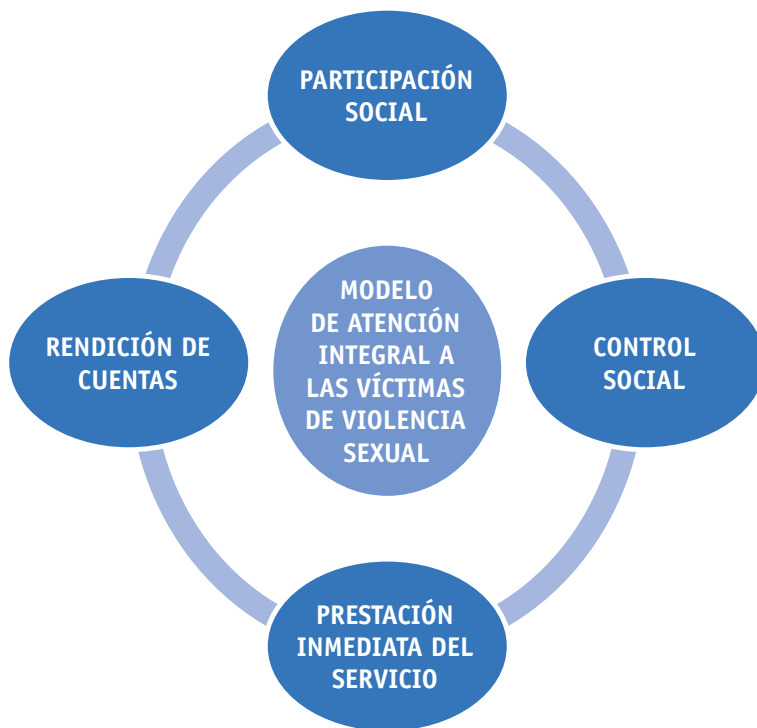 PARTICIPACIÓN
SOCIAL
MODELO
DE ATENCIÓN
INTEGRAL A
LAS VÍCTIMAS
DE VIOLENCIA
SEXUAL
RENDICIÓN DE
CUENTAS
CONTROL
SOCIAL
PRESTACIÓN
INMEDIATA DEL
SERVICIO